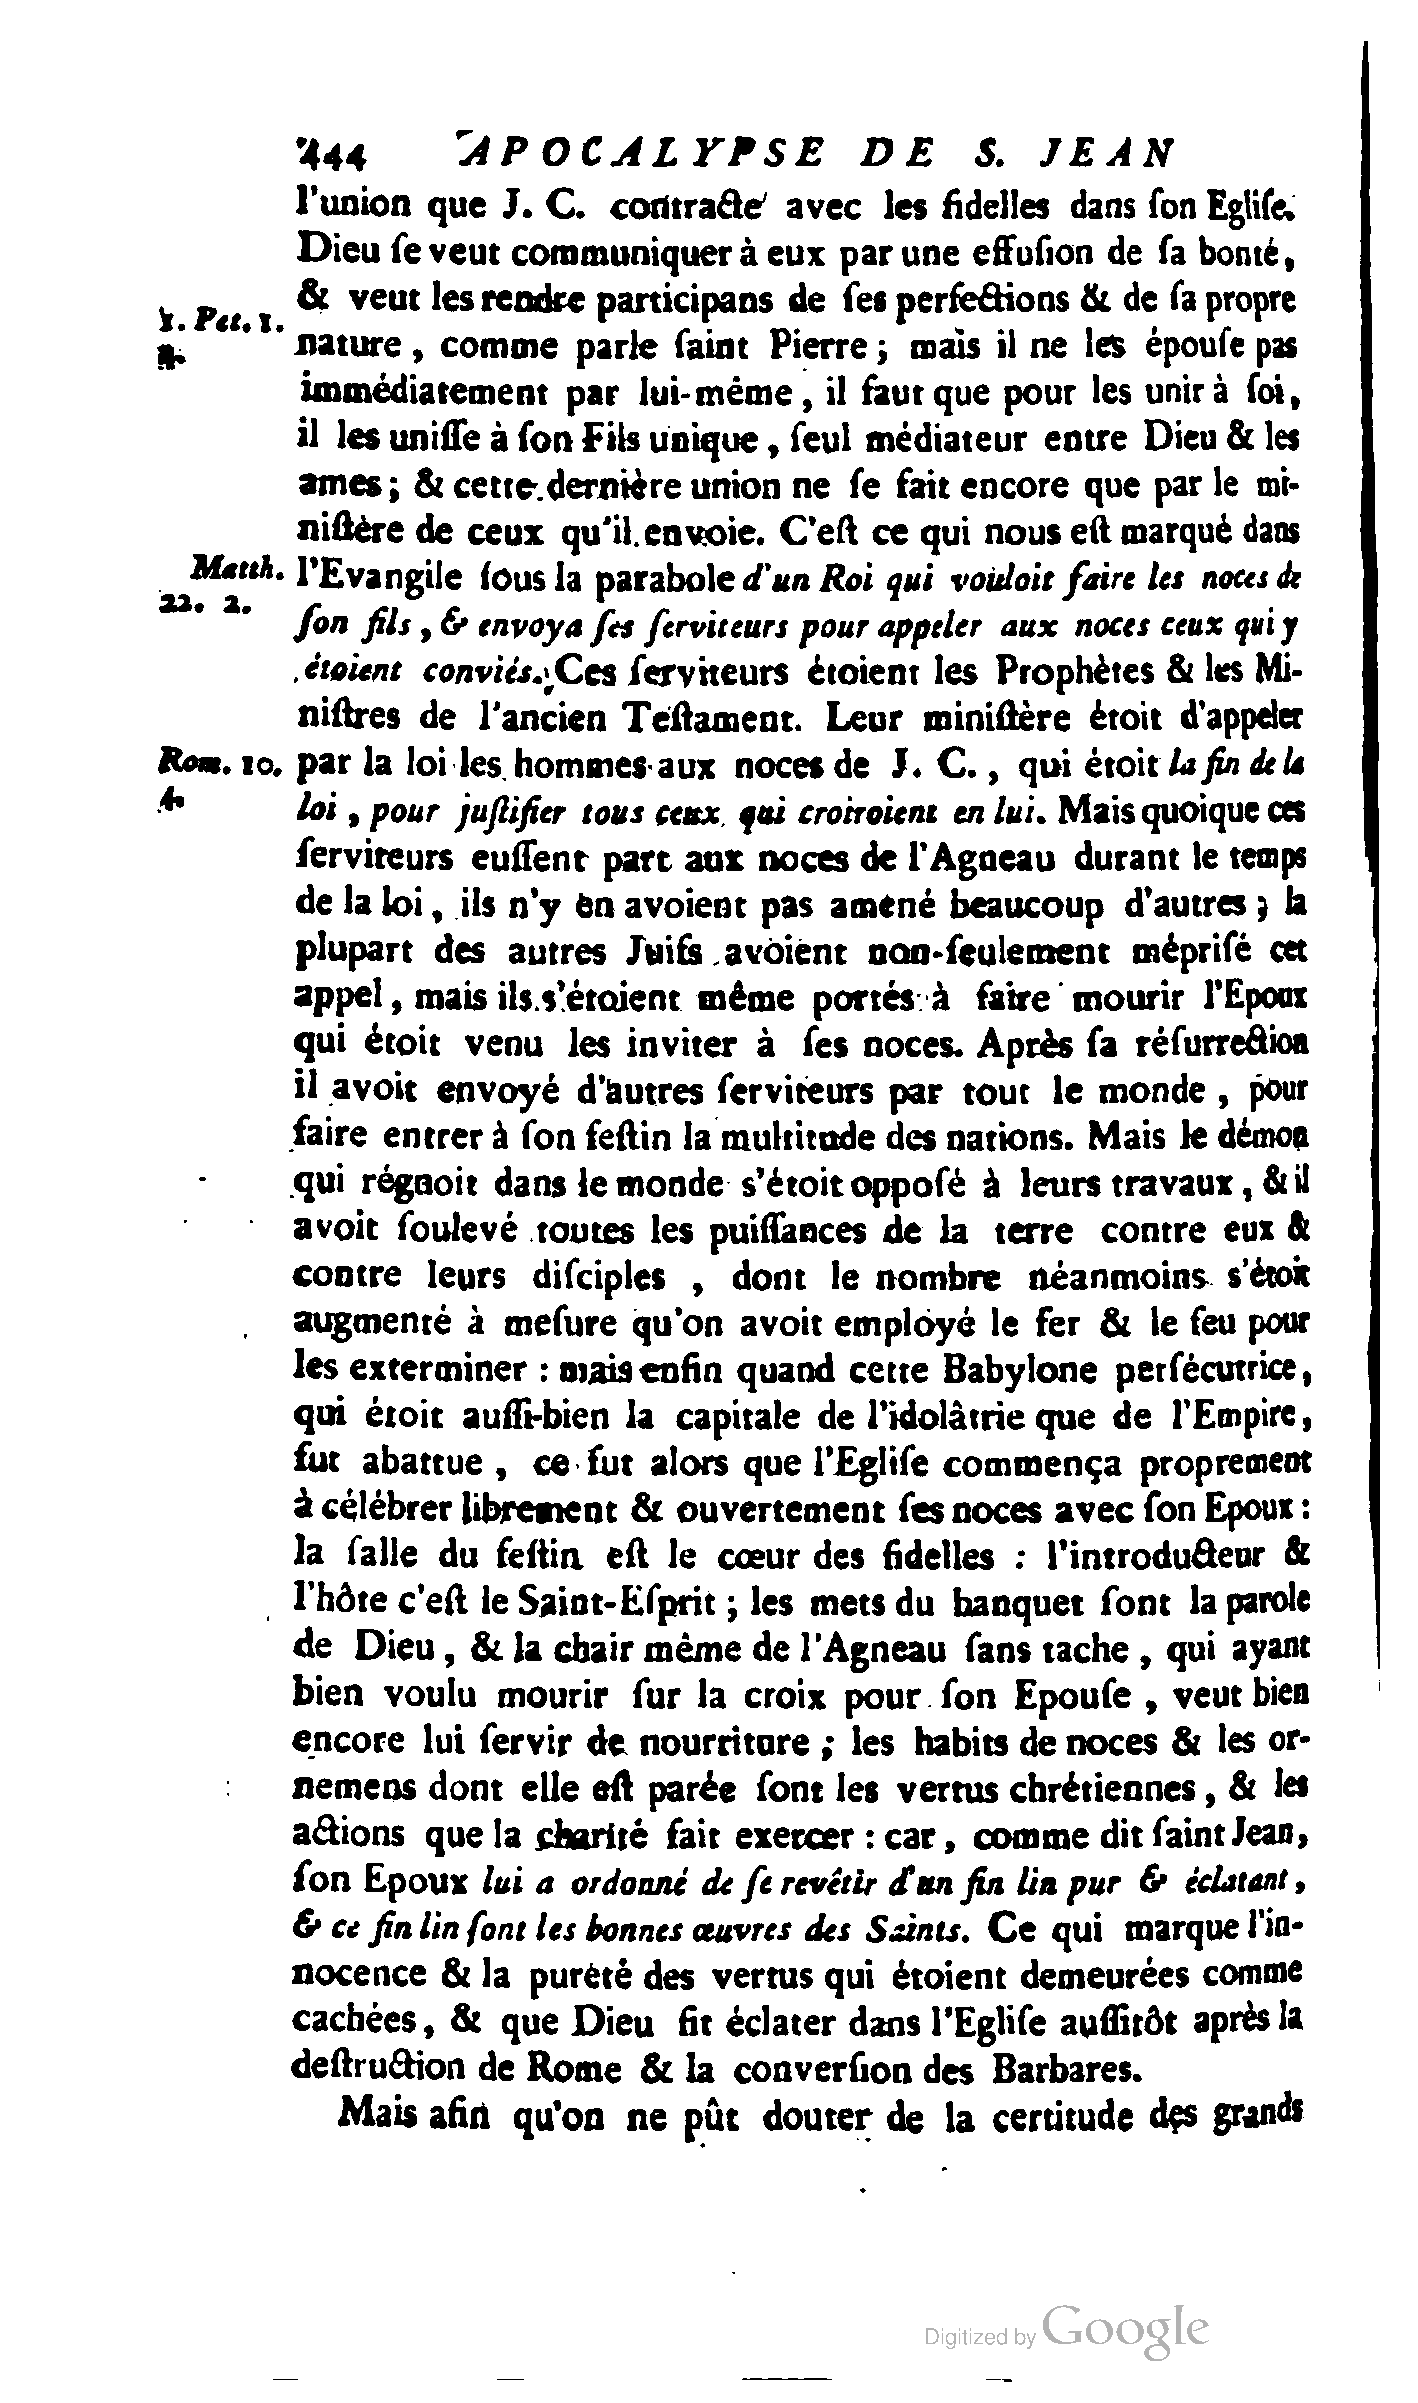 444 APOCALYPSE DE S. JEAN
l'union que J. C. contracte avec les fidelles dans ſon Egliſe.
Dieu ſe veut communiquer à eux par une effuſion de ſa bonté,
& veut les rendre participans de ſes perfections & de ſa propre
1. Pet. 1.
4.
nature, comme parle ſaint Pierre; mais il ne les épouſe pas
immédiatement par lui-même, il faut que pour les unir à ſoi,
il les uniſſe à ſon Fils unique, ſeul médiateur entre Dieu & les
ames; & cette dernière union ne ſe fait encore que par le mi-
niſtère de ceux qu'il envoie. C'eſt ce qui nous eſt marqué dans
Matth.
22. 2.
l'Evangile ſous la parabole d'un Roi qui vouloit faire les noces de
ſon fils, & envoya ſes ſerviteurs pour appeler aux noces ceux qui y
étoient conviés. Ces ſerviteurs étoient les Prophètes & les Mi-
niſtres de l'ancien Teſtament. Leur miniſtère étoit d'appeler
Rom. 10.
4.
par la loi les hommes aux noces de J. C., qui étoit la fin de la
loi, pour juſtifier tous ceux qui croiroient en lui. Mais quoique ces
ſerviteurs euſſent part aux noces de l'Agneau durant le temps
de la loi, ils n'y en avoient pas amené beaucoup d'autres; la
plupart des autres Juifs avoient non-ſeulement mépriſé cet
appel, mais ils s'étoient même portés à faire mourir l'Epoux
qui étoit venu les inviter à ſes noces. Après ſa réſurrection
il avoit envoyé d'autres ſerviteurs par tout le monde, pour
faire entrer à ſon feſtin la multitude des nations. Mais le démon
qui régnoit dans le monde s'étoit oppoſé à leurs travaux, & il
avoit ſoulevé toutes les puiſſances de la terre contre eux &
contre leurs diſciples, dont le nombre néanmoins s'étoit
augmenté à meſure qu'on avoit employé le fer & le feu pour
les exterminer : mais enfin quand cette Babylone perſécutrice,
qui étoit auſſi-bien la capitale de l'idolâtrie que de l'Empire,
fut abattue, ce fut alors que l'Egliſe commença proprement
à célébrer librement & ouvertement ſes noces avec ſon Epoux :
la ſalle du feſtin eſt le cœur des fidelles : l'introducteur &
l'hôte c'eſt le Saint-Eſprit; les mets du banquet ſont la parole
de Dieu, & la chair même de l'Agneau ſans tache, qui ayant
bien voulu mourir ſur la croix pour ſon Epouſe, veut bien
encore lui ſervir de nourriture; les habits de noces & les or-
nemens dont elle eſt parée ſont les vertus chrétiennes, & les
actions que la charité fait exercer : car, comme dit ſaint Jean,
ſon Epoux lui a ordonné de ſe revêtir d'un fin lin pur & éclatant,
& ce fin lin ſont les bonnes œuvres des Saints. Ce qui marque l'in-
nocence & la pureté des vertus qui étoient demeurées comme
cachées, & que Dieu fit éclater dans l'Egliſe auſſitôt après la
deſtruction de Rome & la converſion des Barbares.
Mais afin qu'on ne pût douter de la certitude des grands
Digitized by Google